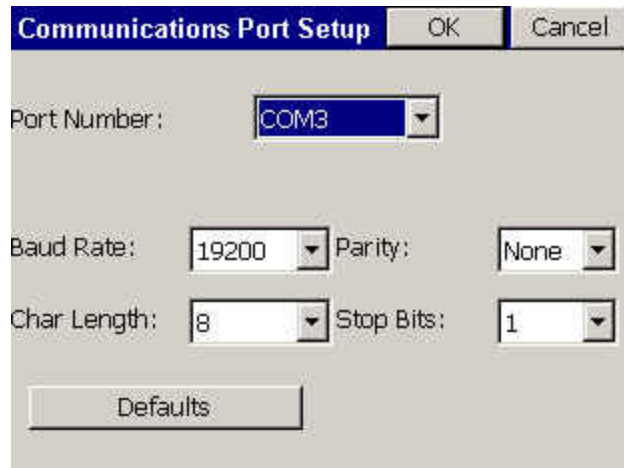 Communications Port Setup OK Cancel
Port Number: COM3
Baud Rate: 19200 Parity: None
Char Length: 8 Stop Bits: 1
Defaults